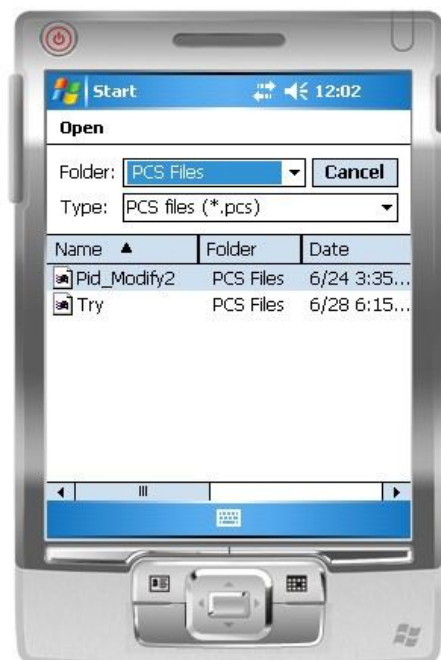 Start 12:02
Open
Folder: PCS Files Cancel
Type: PCS files (*.pcs)
Name Folder Date
Pid_Modify2 PCS Files 6/24 3:35...
Try PCS Files 6/28 6:15...